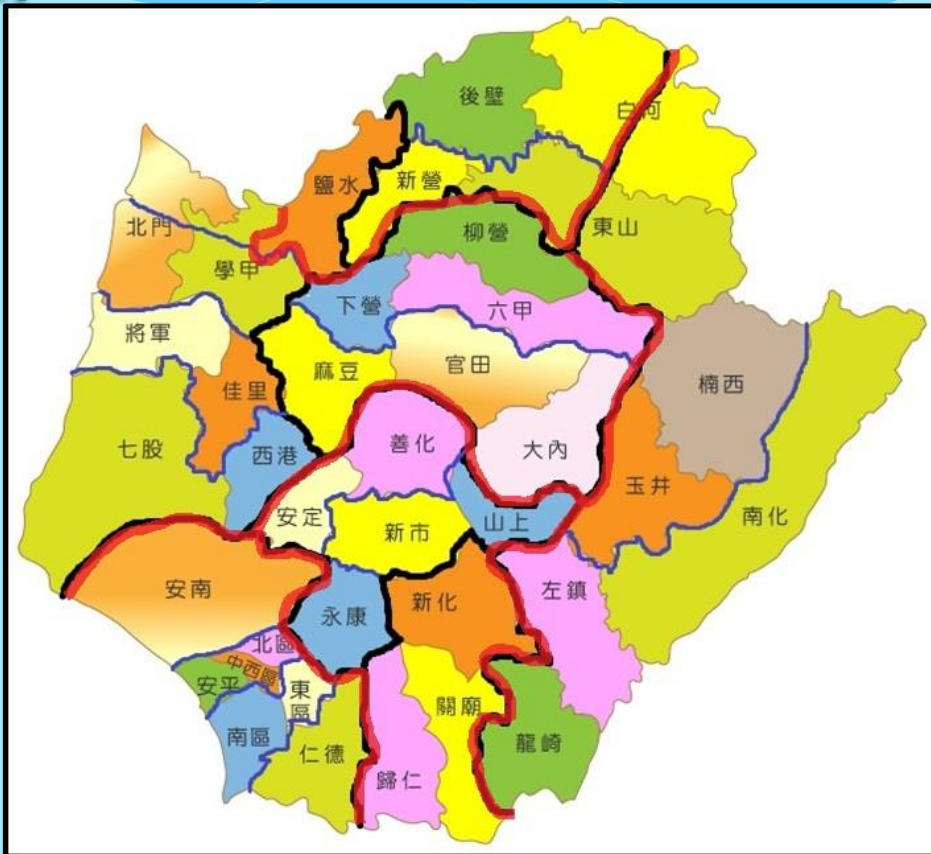 後壁
白河
鹽水
新營
北門
學甲
柳營
東山
下營
六甲
將軍
麻豆
官田
佳里
楠西
七股
西港
善化
大內
玉井
安定
新市
山上
南化
安南
永康
新化
左鎮
北區
中西區
安平
東區
南區
仁德
關廟
龍崎
歸仁